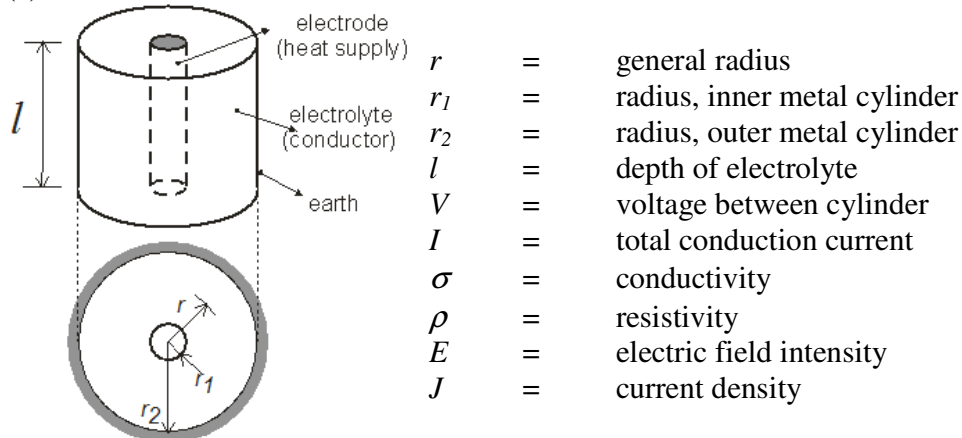 electrode
(heat supply)
electrolyte
(conductor)
earth
l
r
r1
r2
r = general radius
r1 = radius, inner metal cylinder
r2 = radius, outer metal cylinder
l = depth of electrolyte
V = voltage between cylinder
I = total conduction current
σ = conductivity
ρ = resistivity
E = electric field intensity
J = current density